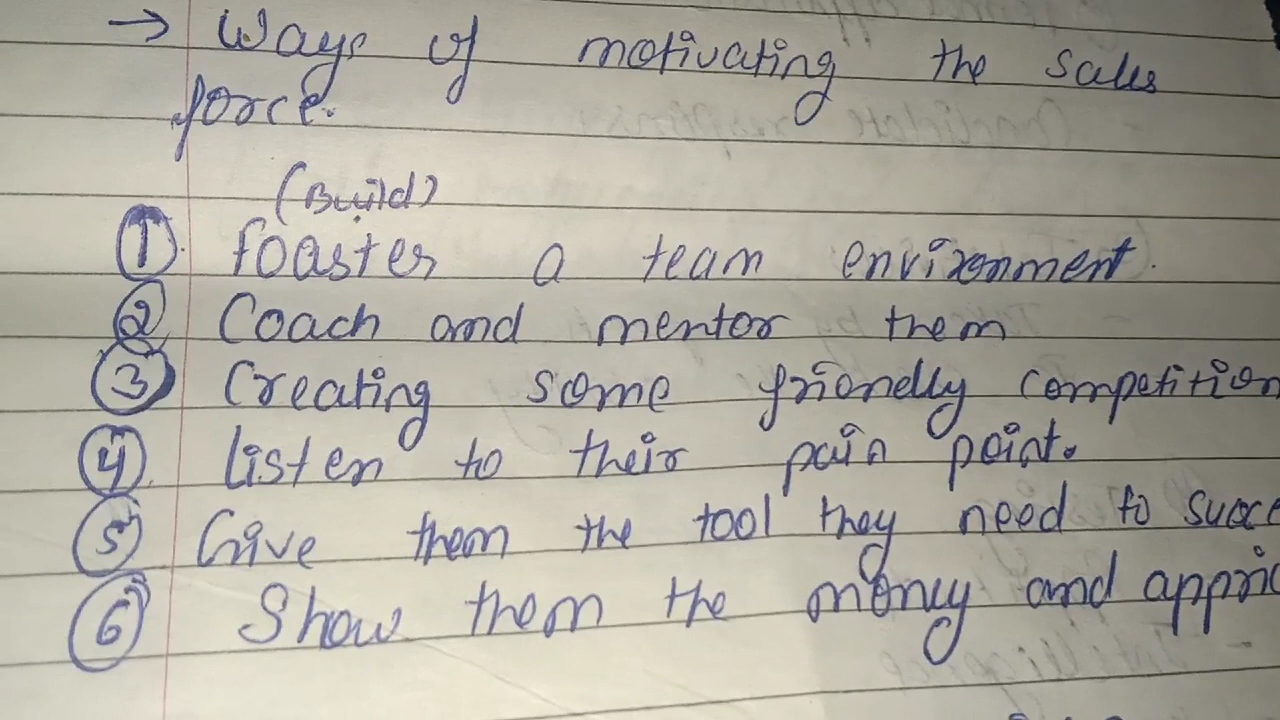 → Ways of motivating the sales
force.
(Build)
① foaster a team environment.
② Coach and mentor them
③ Creating some friendly competition
④ listen to their pain point.
⑤ Give them the tool they need to succe
⑥ Show them the money and appric